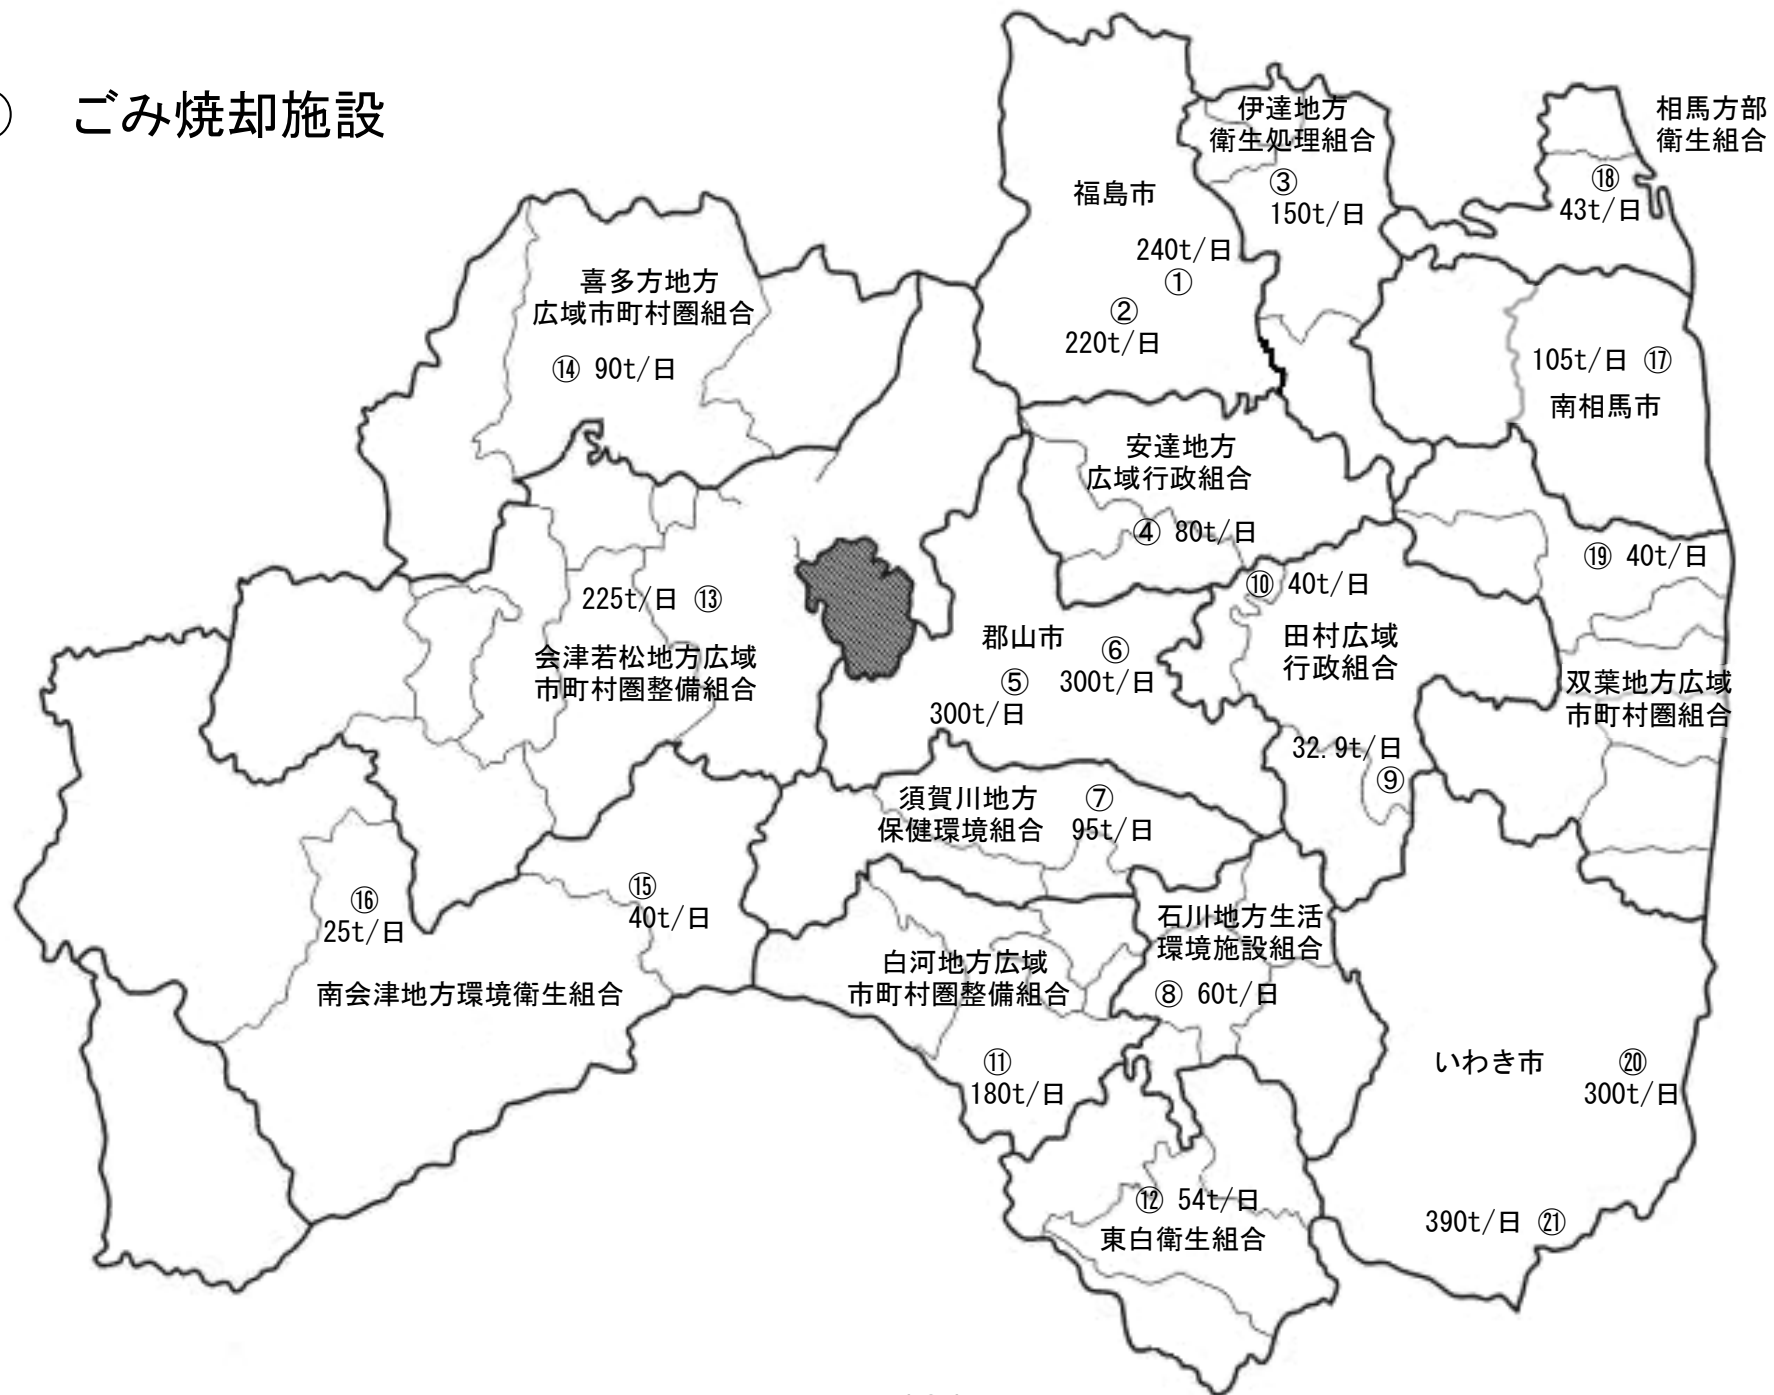 ごみ焼却施設
伊達地方
衛生処理組合
③
150t/日
相馬方部
衛生組合
⑱
43t/日
福島市
240t/日
①
②
220t/日
喜多方地方
広域市町村圏組合
⑭ 90t/日
105t/日 ⑰
南相馬市
安達地方
広域行政組合
④ 80t/日
⑲ 40t/日
双葉地方広域
市町村圏組合
⑩ 40t/日
田村広域
行政組合
32.9t/日
⑨
225t/日 ⑬
会津若松地方広域
市町村圏整備組合
郡山市
⑥
300t/日
⑤
300t/日
須賀川地方
保健環境組合
⑦
95t/日
⑮
40t/日
⑯
25t/日
南会津地方環境衛生組合
白河地方広域
市町村圏整備組合
⑪
180t/日
石川地方生活
環境施設組合
⑧ 60t/日
いわき市
⑳
300t/日
390t/日 ㉑
⑫ 54t/日
東白衛生組合